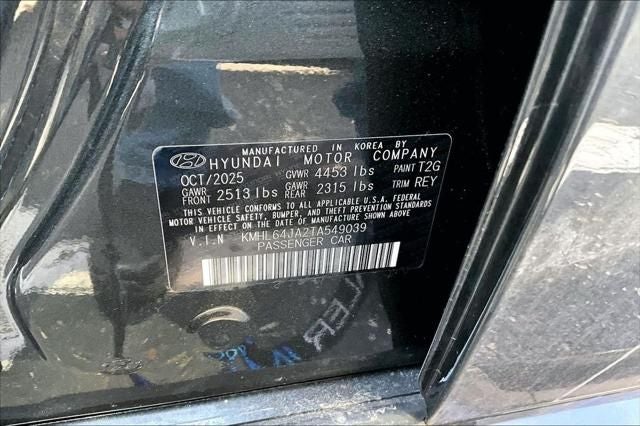 MANUFACTURED IN KOREA BY
HYUNDAI MOTOR COMPANY
OCT/2025 GVWR 4453 lbs PAINT T2G
GAWR FRONT 2513 lbs GAWR REAR 2315 lbs TRIM REY
THIS VEHICLE CONFORMS TO ALL APPLICABLE U.S.A. FEDERAL
MOTOR VEHICLE SAFETY, BUMPER, AND THEFT PREVENTION STANDARDS
IN EFFECT ON THE DATE OF MANUFACTURE SHOWN ABOVE.
V.I.N KMHL64JA2TA549039
PASSENGER CAR